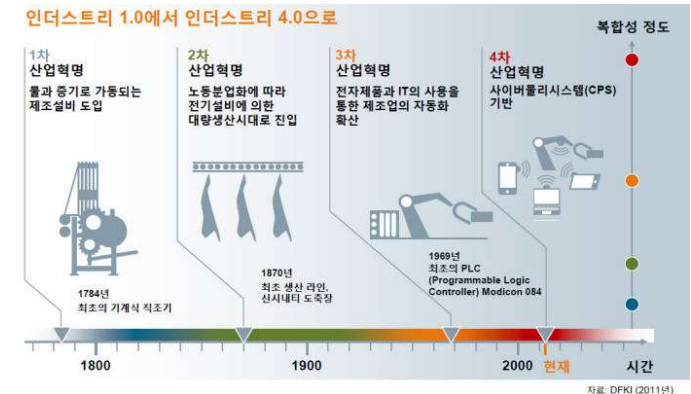 인더스트리 1.0에서 인더스트리 4.0으로
복합성 정도
1차
산업혁명
물과 증기로 가동되는
제조설비 도입
2차
산업혁명
노동분업화에 따라
전기설비에 의한
대량생산시대로 진입
3차
산업혁명
전자제품과 IT의 사용을
통한 제조업의 자동화
확산
4차
산업혁명
사이버물리시스템(CPS)
기반
1784년
최초의 기계식 직조기
1870년
최초 생산 라인,
신시내티 도축장
1969년
최초의 PLC
(Programmable Logic
Controller) Modicon 084
1800
1900
2000
현재
시간
자료: DFKI (2011년)